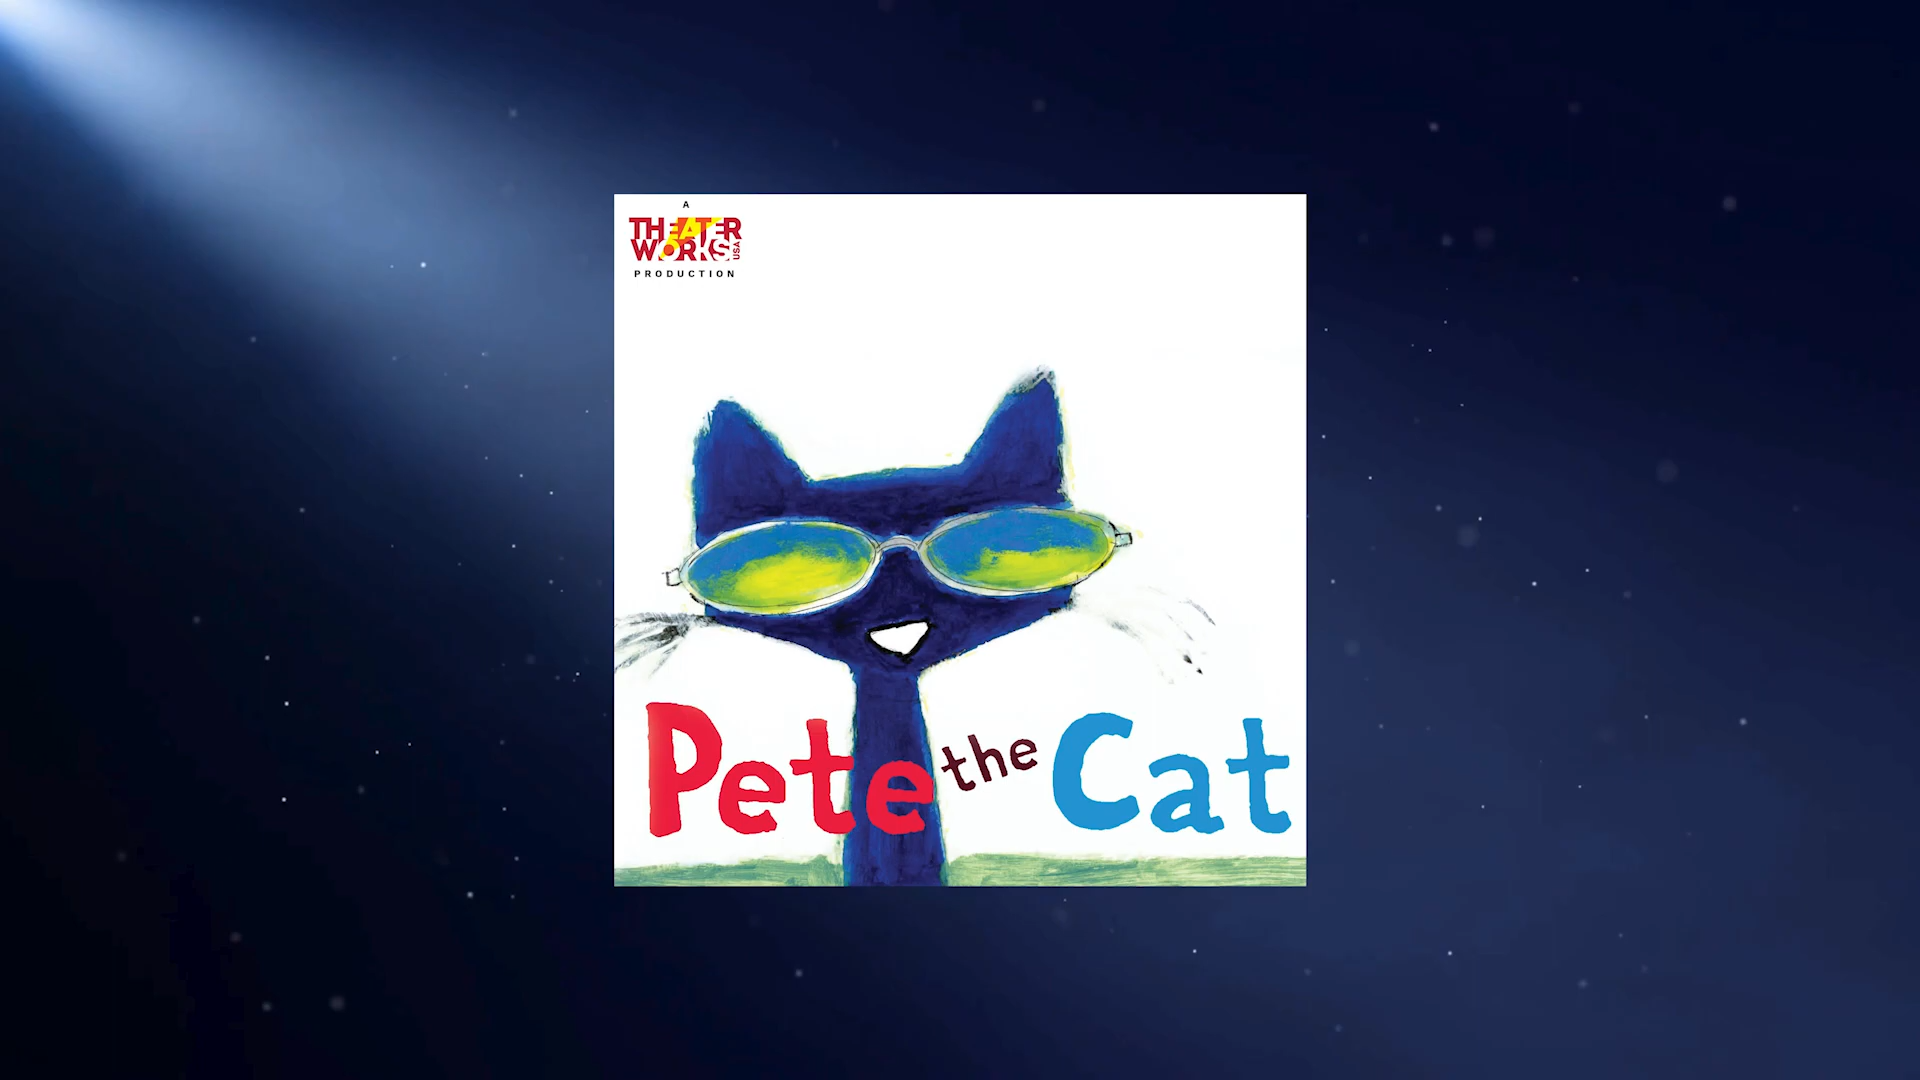 A
THEATER
WORKS USA
PRODUCTION
Pete the Cat